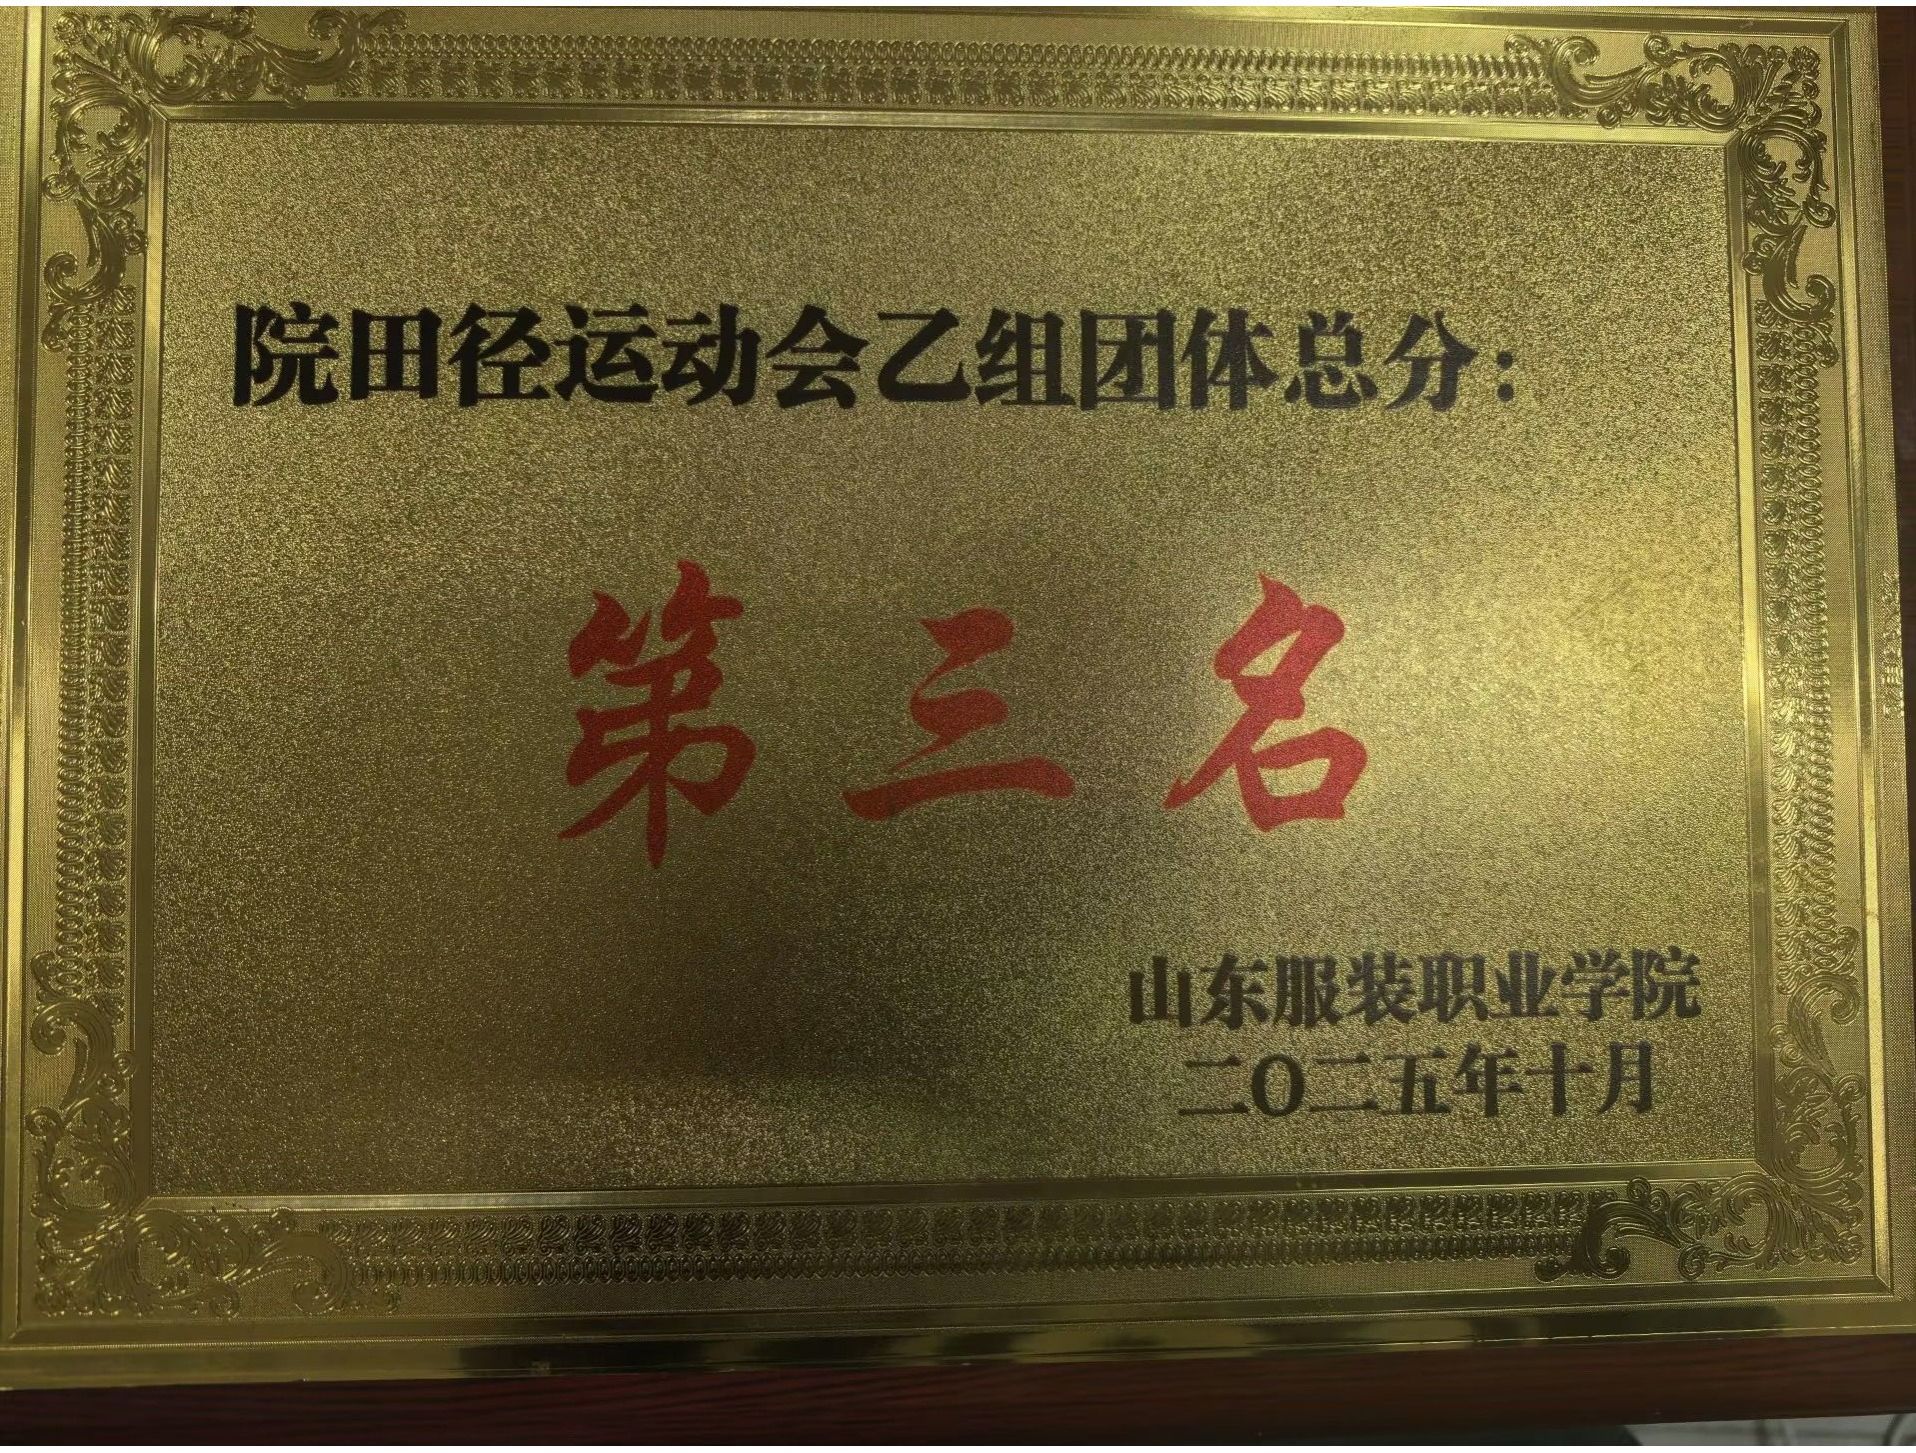 院田径运动会乙组团体总分：
第三名
山东服装职业学院
二〇二五年十月